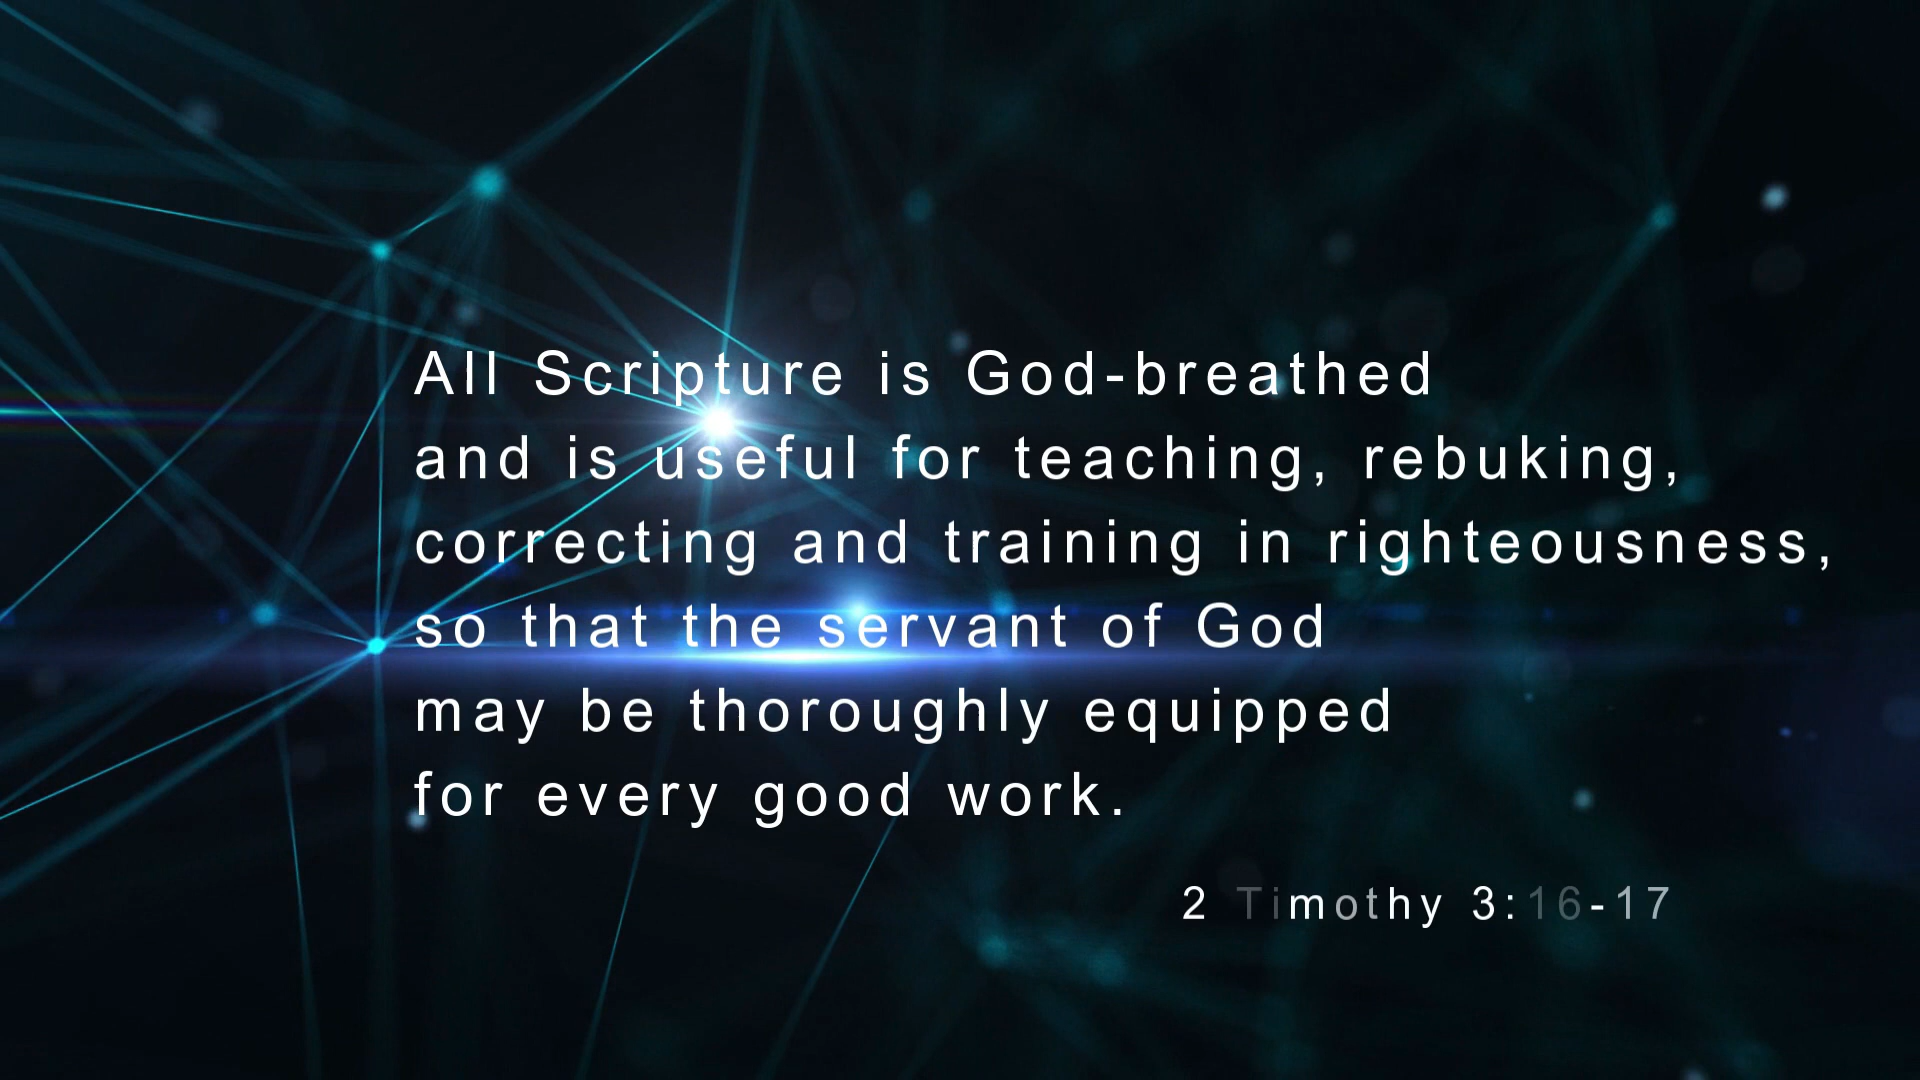 All Scripture is God-breathed
and is useful for teaching, rebuking,
correcting and training in righteousness,
so that the servant of God
may be thoroughly equipped
for every good work.
2 Timothy 3:16-17